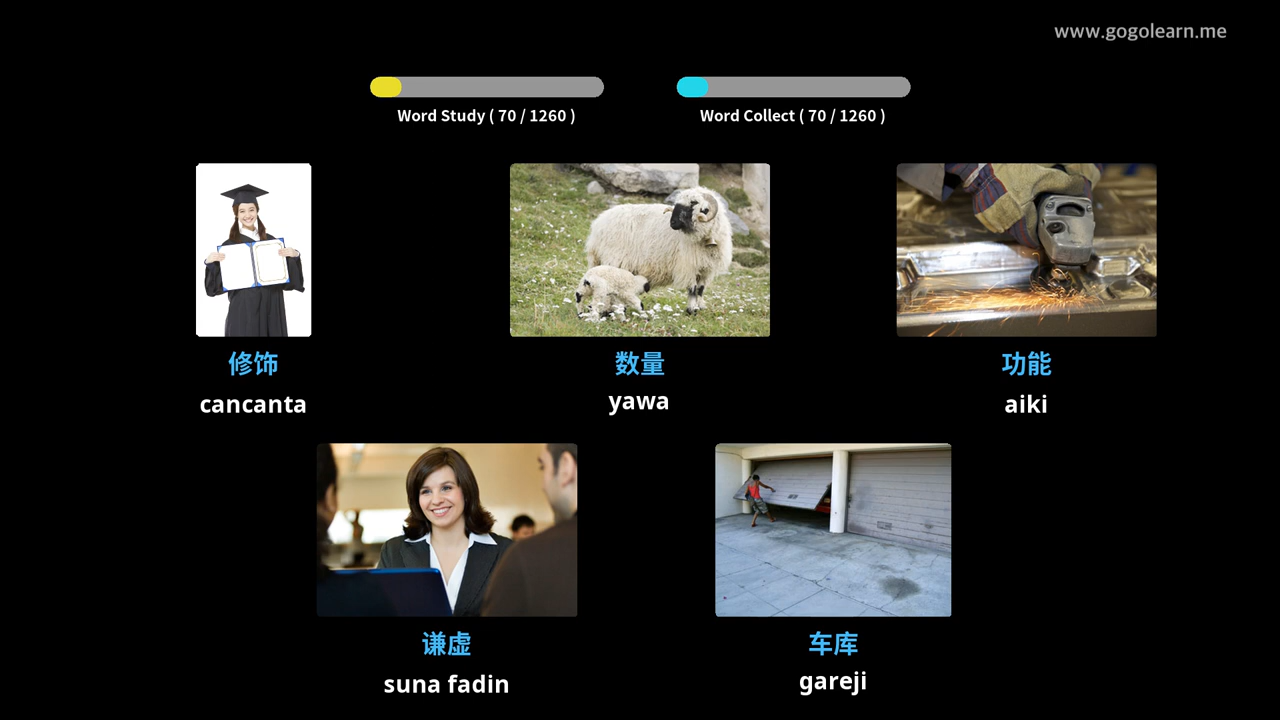 www.gogolearn.me
Word Study ( 70 / 1260 )
Word Collect ( 70 / 1260 )
修饰
cancanta
数量
yawa
功能
aiki
谦虚
suna fadin
车库
gareji